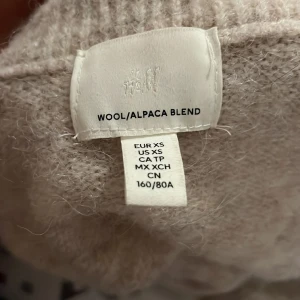 WOOL/ALPACA BLEND
EUR XS
US XS
CA TP
MX XCH
CN
160/80A